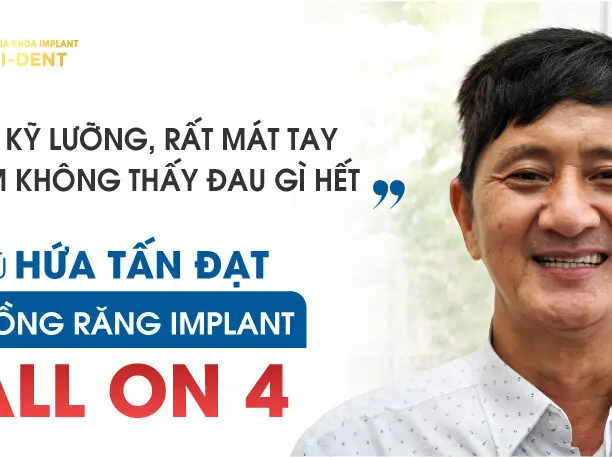 HA KHOA IMPLANT
I-DENT
KỸ LƯỠNG, RẤT MÁT TAY
KHÔNG THẤY ĐAU GÌ HẾT ”
HỨA TẤN ĐẠT
ỒNG RĂNG IMPLANT
ALL ON 4